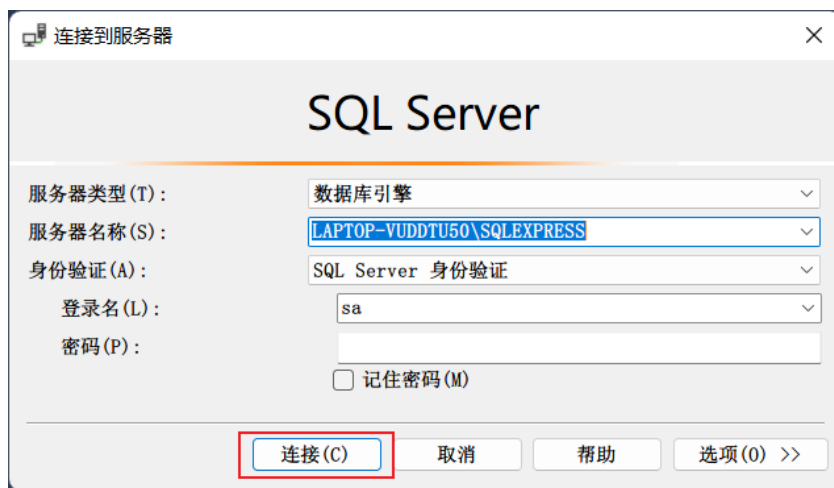 连接到服务器
SQL Server
服务器类型(T): 数据库引擎
服务器名称(S): LAPTOP-VUDDTU50\SQLEXPRESS
身份验证(A): SQL Server 身份验证
登录名(L): sa
密码(P):
记住密码(M)
连接(C) 取消 帮助 选项(O) >>